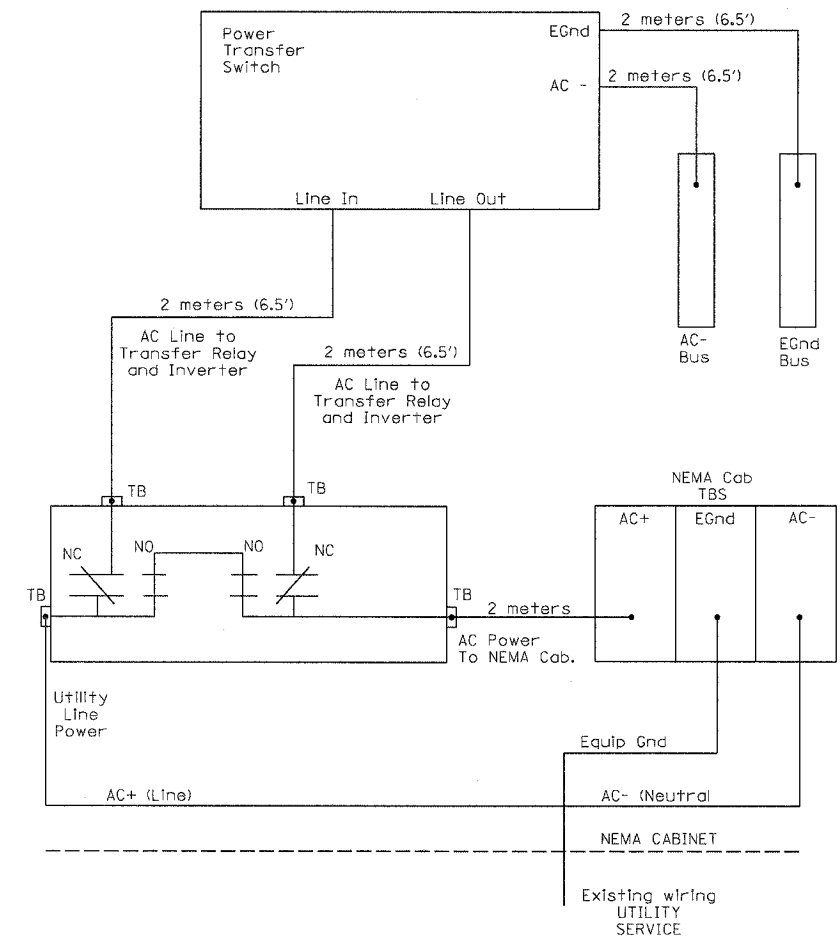 Power
Transfer
Switch
EGnd
2 meters (6.5')
AC -
2 meters (6.5')
Line In
Line Out
2 meters (6.5')
AC Line to
Transfer Relay
and Inverter
2 meters (6.5')
AC Line to
Transfer Relay
and Inverter
AC-
Bus
EGnd
Bus
TB
TB
NEMA Cab
TBS
AC+
EGnd
AC-
NC
NO
NO
NC
TB
TB
2 meters
AC Power
To NEMA Cab.
Utility
Line
Power
Equip Gnd
AC+ (Line)
AC- (Neutral
NEMA CABINET
Existing wiring
UTILITY
SERVICE